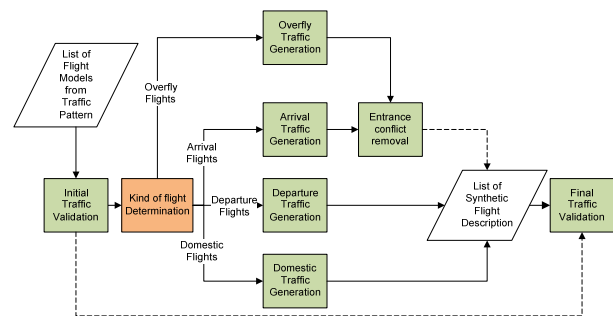 List of
Flight
Models
from
Traffic
Pattern
Overfly
Flights
Overfly
Traffic
Generation
Arrival
Flights
Arrival
Traffic
Generation
Entrance
conflict
removal
Initial
Traffic
Validation
Kind of flight
Determination
Departure
Flights
Departure
Traffic
Generation
List of
Synthetic
Flight
Description
Final
Traffic
Validation
Domestic
Flights
Domestic
Traffic
Generation